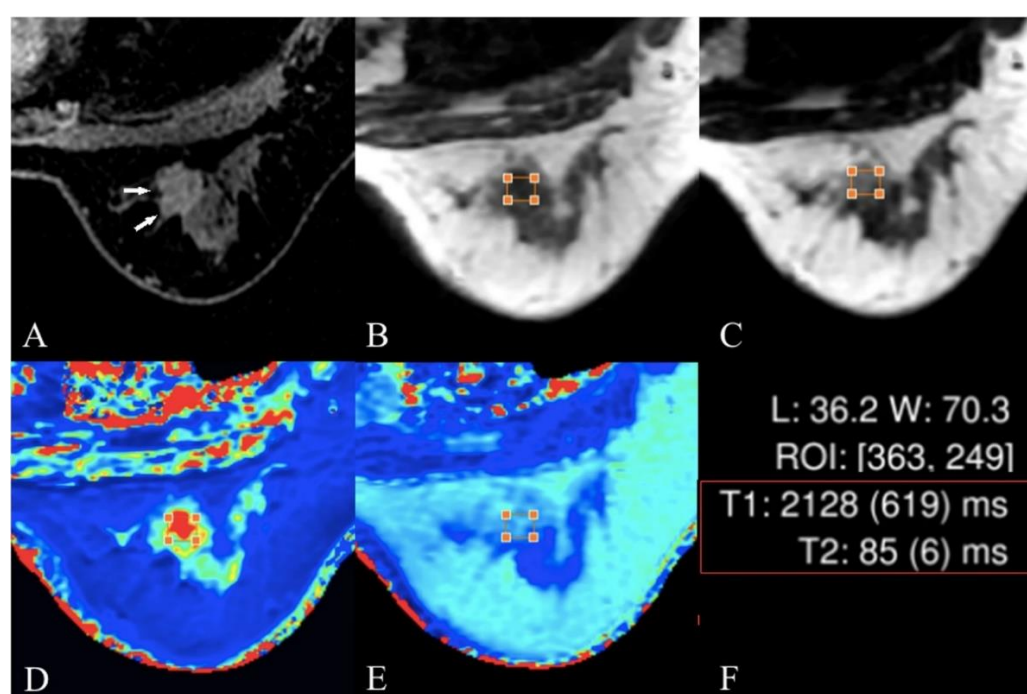 A
B
C
L: 36.2 W: 70.3
ROI: [363, 249]
T1: 2128 (619) ms
T2: 85 (6) ms
D
E
F